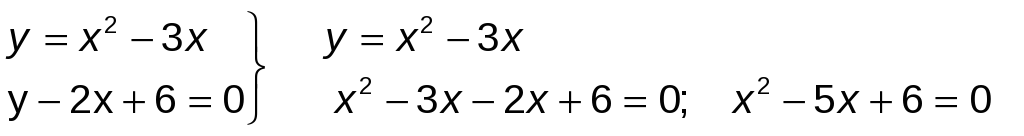 y = x² − 3x } y = x² − 3x
y − 2x + 6 = 0 } x² − 3x − 2x + 6 = 0; x² − 5x + 6 = 0